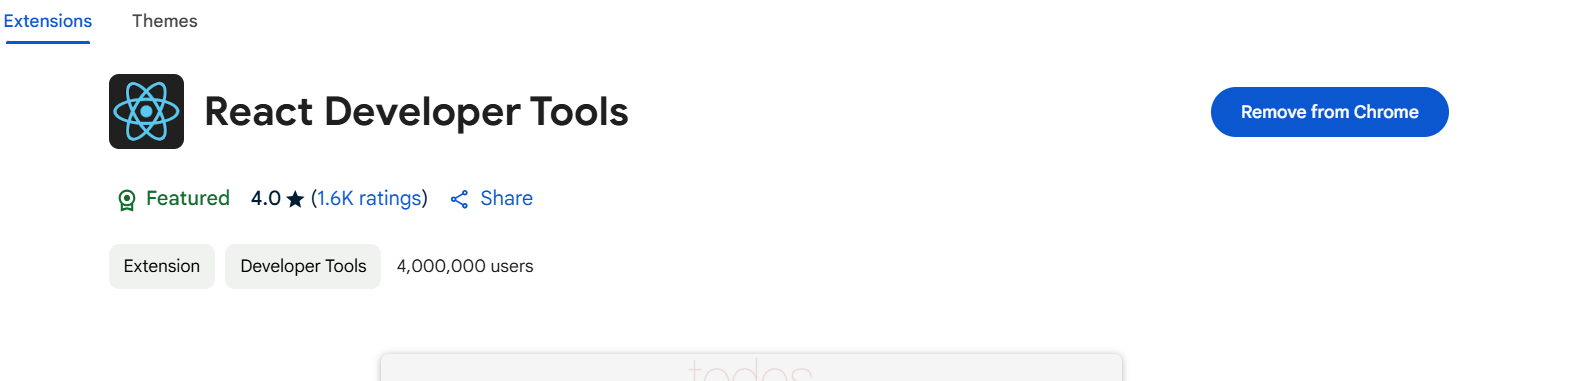 Extensions Themes
React Developer Tools
Remove from Chrome
Featured 4.0 ★ (1.6K ratings) Share
Extension Developer Tools 4,000,000 users
todos